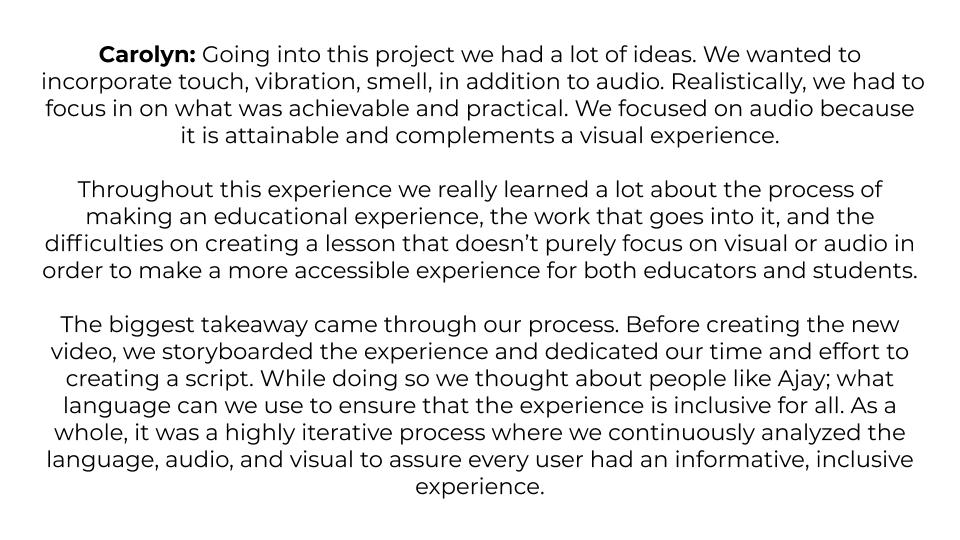 Carolyn: Going into this project we had a lot of ideas. We wanted to
incorporate touch, vibration, smell, in addition to audio. Realistically, we had to
focus in on what was achievable and practical. We focused on audio because
it is attainable and complements a visual experience.
Throughout this experience we really learned a lot about the process of
making an educational experience, the work that goes into it, and the
difficulties on creating a lesson that doesn't purely focus on visual or audio in
order to make a more accessible experience for both educators and students.
The biggest takeaway came through our process. Before creating the new
video, we storyboarded the experience and dedicated our time and effort to
creating a script. While doing so we thought about people like Ajay; what
language can we use to ensure that the experience is inclusive for all. As a
whole, it was a highly iterative process where we continuously analyzed the
language, audio, and visual to assure every user had an informative, inclusive
experience.